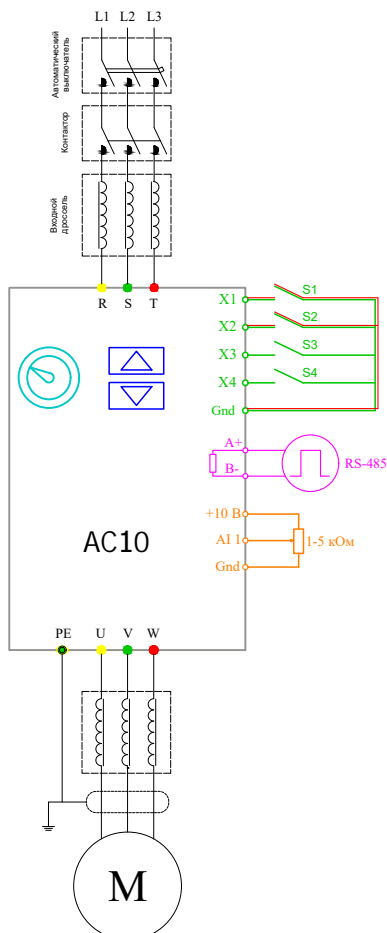 L1 L2 L3
Автоматический
выключатель
Контактор
Входной
дроссель
R S T
X1 S1
X2 S2
X3 S3
X4 S4
Gnd
A+
B- RS-485
+10 В
AI 1 1-5 кОм
Gnd
AC10
PE U V W
M